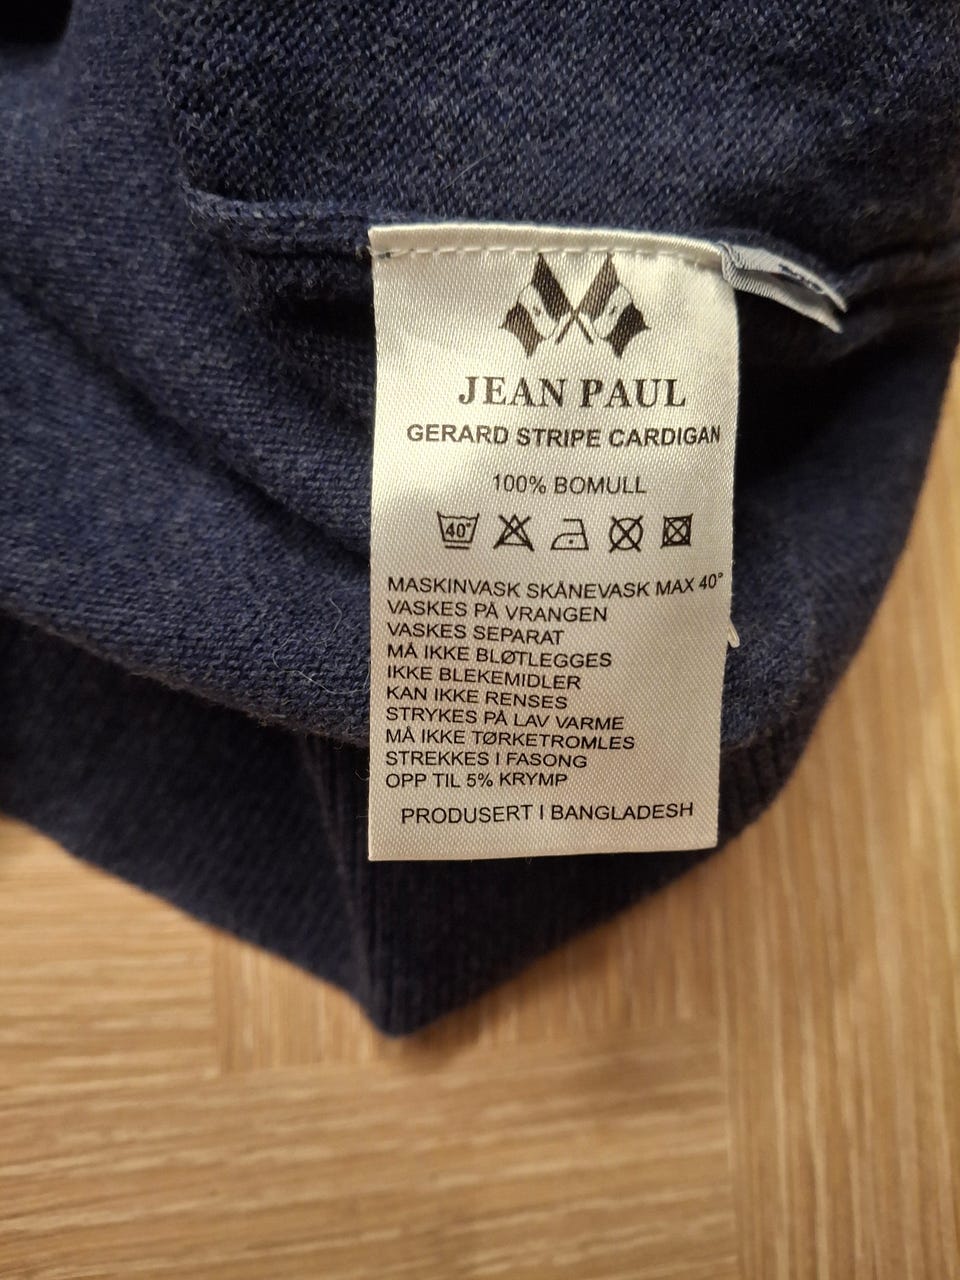 JEAN PAUL
GERARD STRIPE CARDIGAN
100% BOMULL
40°
MASKINVASK SKÅNEVASK MAX 40°
VASKES PÅ VRANGEN
VASKES SEPARAT
MÅ IKKE BLØTLEGGES
IKKE BLEKEMIDLER
KAN IKKE RENSES
STRYKES PÅ LAV VARME
MÅ IKKE TØRKETROMLES
STREKKES I FASONG
OPP TIL 5% KRYMP
PRODUSERT I BANGLADESH